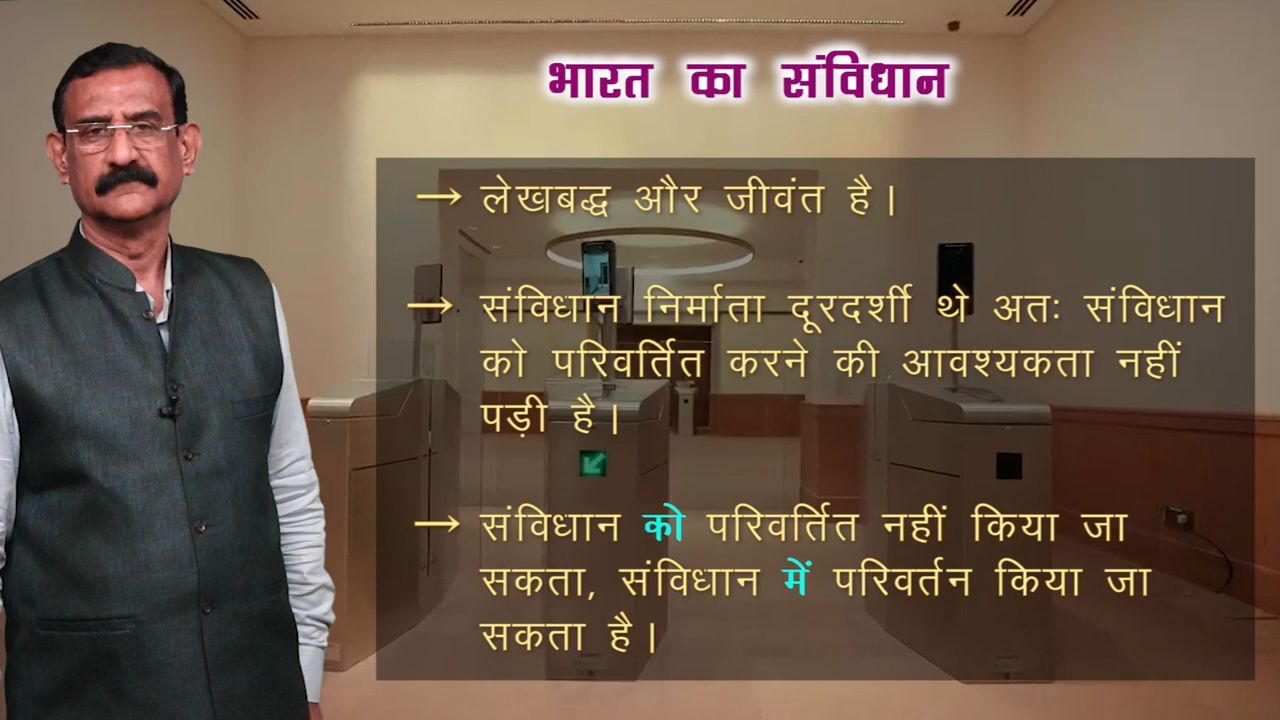 भारत का संविधान
→ लेखबद्ध और जीवंत है।
→ संविधान निर्माता दूरदर्शी थे अतः संविधान
को परिवर्तित करने की आवश्यकता नहीं
पड़ी है।
→ संविधान को परिवर्तित नहीं किया जा
सकता, संविधान में परिवर्तन किया जा
सकता है।